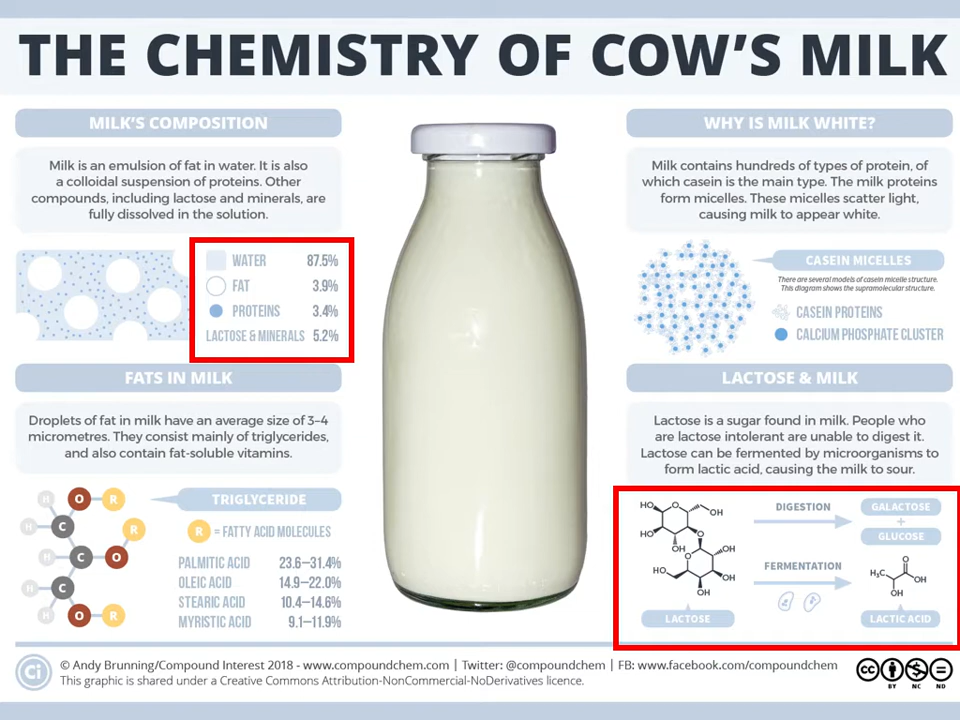 THE CHEMISTRY OF COW'S MILK
MILK'S COMPOSITION
Milk is an emulsion of fat in water. It is also
a colloidal suspension of proteins. Other
compounds, including lactose and minerals, are
fully dissolved in the solution.
WATER 87.5%
FAT 3.9%
PROTEINS 3.4%
LACTOSE & MINERALS 5.2%
FATS IN MILK
Droplets of fat in milk have an average size of 3–4
micrometres. They consist mainly of triglycerides,
and also contain fat-soluble vitamins.
H O R
H C R
H C O
H C
H O R
TRIGLYCERIDE
R = FATTY ACID MOLECULES
PALMITIC ACID 23.6–31.4%
OLEIC ACID 14.9–22.0%
STEARIC ACID 10.4–14.6%
MYRISTIC ACID 9.1–11.9%
WHY IS MILK WHITE?
Milk contains hundreds of types of protein, of
which casein is the main type. The milk proteins
form micelles. These micelles scatter light,
causing milk to appear white.
CASEIN MICELLES
There are several models of casein micelle structure.
This diagram shows the supramolecular structure.
CASEIN PROTEINS
CALCIUM PHOSPHATE CLUSTER
LACTOSE & MILK
Lactose is a sugar found in milk. People who
are lactose intolerant are unable to digest it.
Lactose can be fermented by microorganisms to
form lactic acid, causing the milk to sour.
HO O OH
HO
OH O
HO O OH
OH
OH
LACTOSE
DIGESTION
GALACTOSE
+
GLUCOSE
FERMENTATION
O
H₃C OH
OH
LACTIC ACID
Ci
© Andy Brunning/Compound Interest 2018 - www.compoundchem.com | Twitter: @compoundchem | FB: www.facebook.com/compoundchem
This graphic is shared under a Creative Commons Attribution-NonCommercial-NoDerivatives licence.
CC
BY NC ND